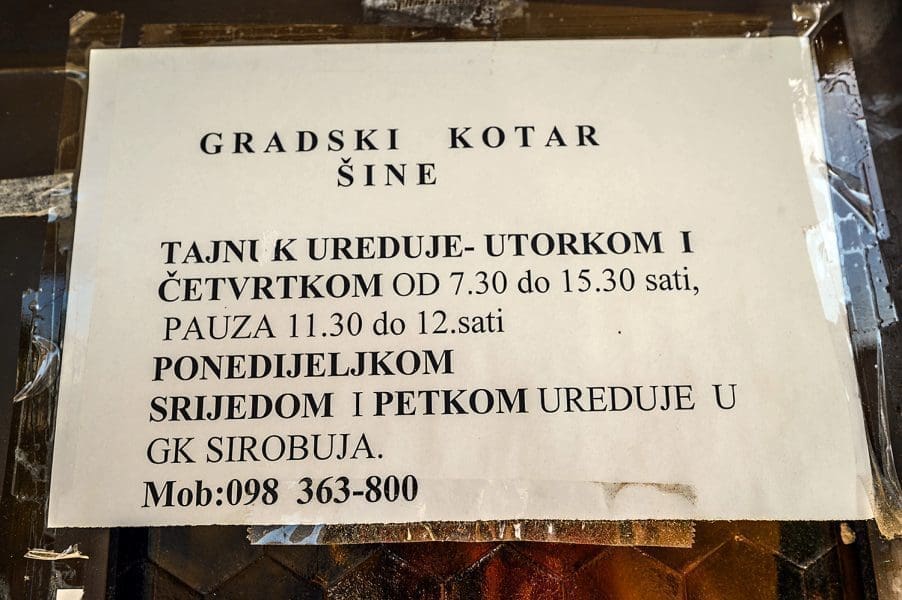 GRADSKI KOTAR
ŠINE
TAJNI K UREDUJE- UTORKOM I
ČETVRTKOM OD 7.30 do 15.30 sati,
PAUZA 11.30 do 12.sati
PONEDIJELJKOM
SRIJEDOM I PETKOM UREDUJE U
GK SIROBUJA.
Mob:098 363-800